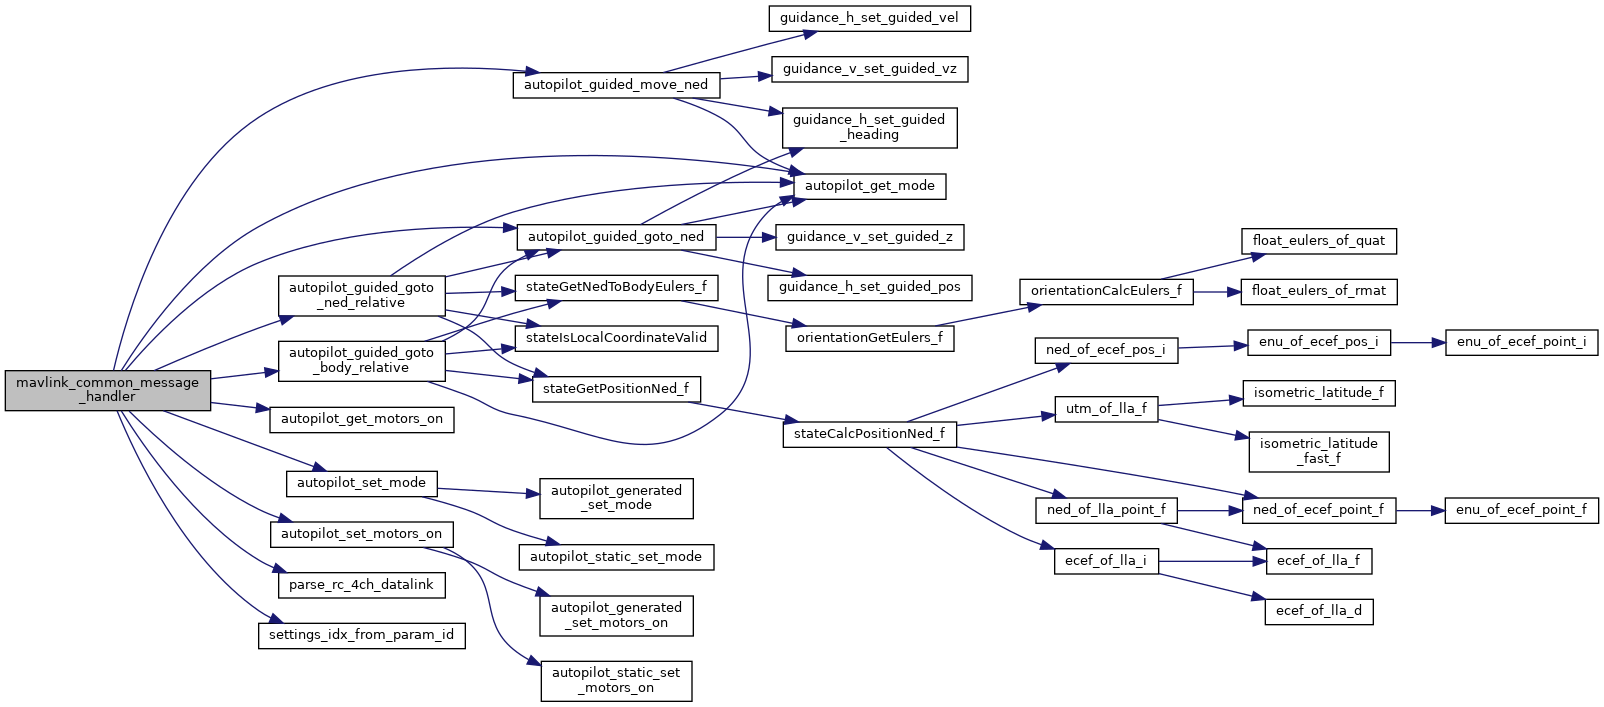 mavlink_common_message
_handler
autopilot_guided_move_ned
guidance_h_set_guided_vel
guidance_v_set_guided_vz
guidance_h_set_guided
_heading
autopilot_get_mode
autopilot_guided_goto_ned
guidance_v_set_guided_z
guidance_h_set_guided_pos
autopilot_guided_goto
_ned_relative
stateGetNedToBodyEulers_f
stateIsLocalCoordinateValid
orientationGetEulers_f
orientationCalcEulers_f
float_eulers_of_quat
float_eulers_of_rmat
autopilot_guided_goto
_body_relative
stateGetPositionNed_f
stateCalcPositionNed_f
ned_of_ecef_pos_i
enu_of_ecef_pos_i
enu_of_ecef_point_i
utm_of_lla_f
isometric_latitude_f
isometric_latitude
_fast_f
ned_of_lla_point_f
ned_of_ecef_point_f
enu_of_ecef_point_f
ecef_of_lla_i
ecef_of_lla_f
ecef_of_lla_d
autopilot_get_motors_on
autopilot_set_mode
autopilot_generated
_set_mode
autopilot_static_set_mode
autopilot_set_motors_on
autopilot_generated
_set_motors_on
autopilot_static_set
_motors_on
parse_rc_4ch_datalink
settings_idx_from_param_id